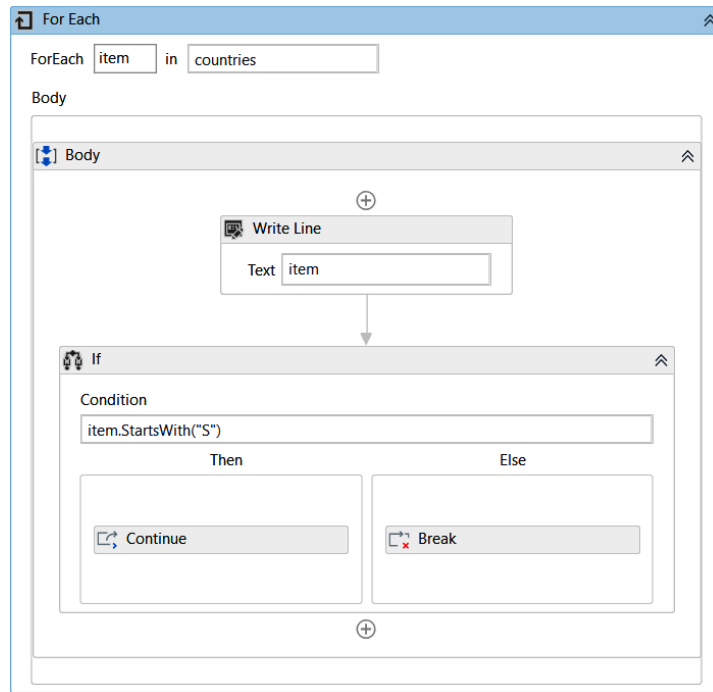 For Each
ForEach item in countries
Body
Body
Write Line
Text item
If
Condition
item.StartsWith("S")
Then Else
Continue Break